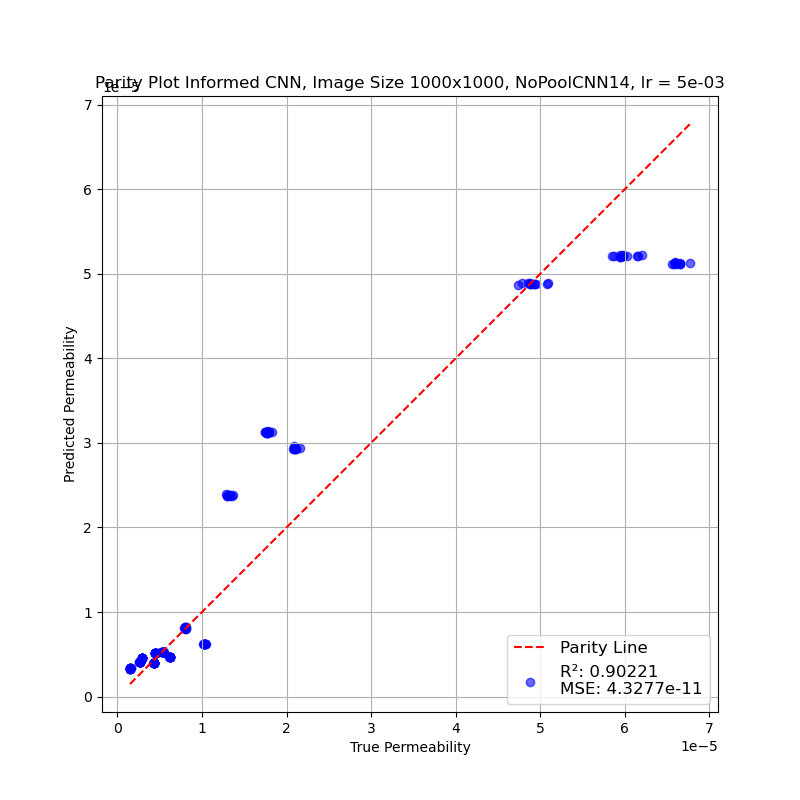 Parity Plot Informed CNN, Image Size 1000x1000, NoPoolCNN14, lr = 5e-03
1e−5
7
6
5
4
3
2
1
0
Predicted Permeability
Parity Line
R²: 0.90221
MSE: 4.3277e-11
0 1 2 3 4 5 6 7
True Permeability
1e−5